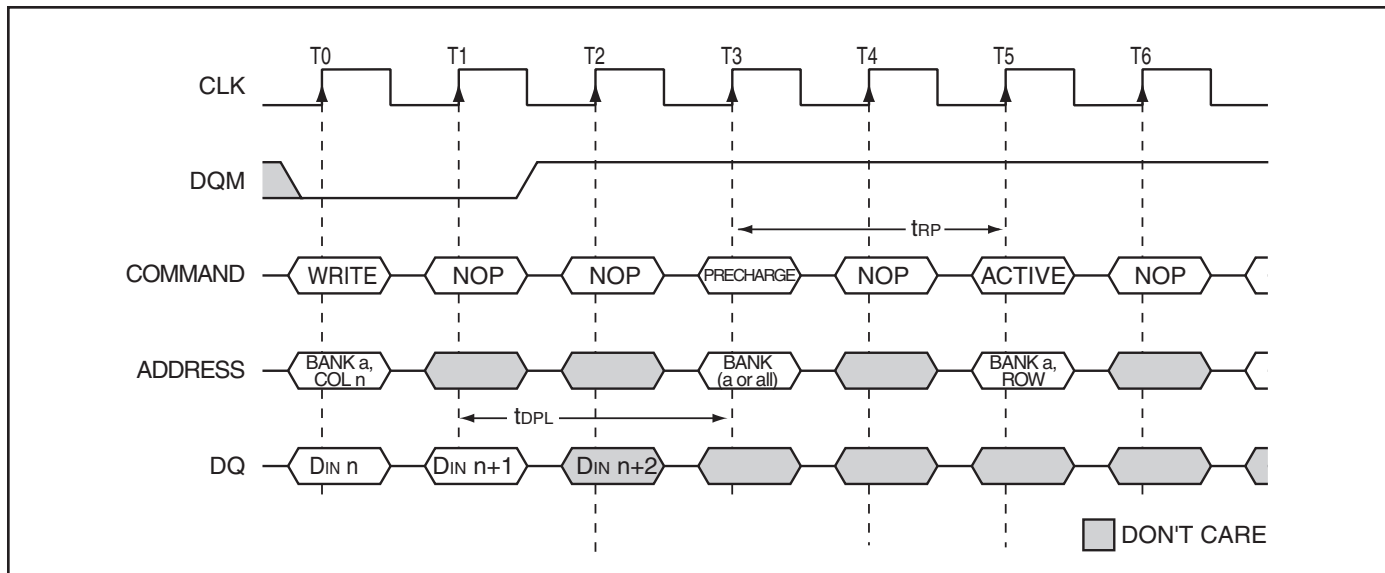 T0 T1 T2 T3 T4 T5 T6
CLK
DQM
tRP
COMMAND WRITE NOP NOP PRECHARGE NOP ACTIVE NOP
ADDRESS BANK a, COL n BANK (a or all) BANK a, ROW
tDPL
DQ DIN n DIN n+1 DIN n+2
DON'T CARE